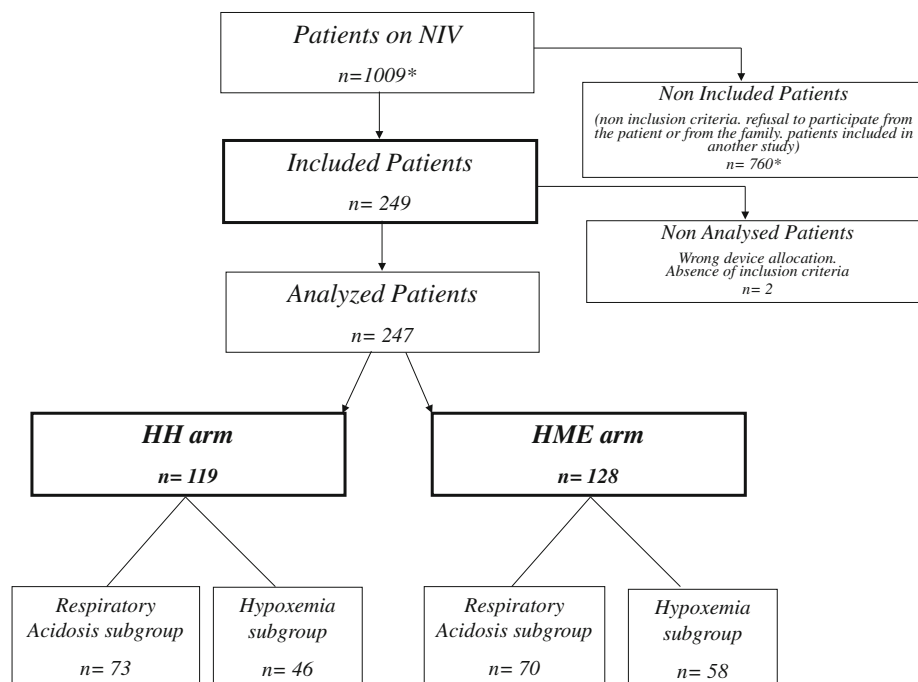 Patients on NIV
n=1009*
Non Included Patients
(non inclusion criteria. refusal to participate from
the patient or from the family. patients included in
another study)
n= 760*
Included Patients
n= 249
Non Analysed Patients
Wrong device allocation.
Absence of inclusion criteria
n= 2
Analyzed Patients
n= 247
HH arm
n= 119
HME arm
n= 128
Respiratory
Acidosis subgroup
n= 73
Hypoxemia
subgroup
n= 46
Respiratory
Acidosis subgroup
n= 70
Hypoxemia
subgroup
n= 58